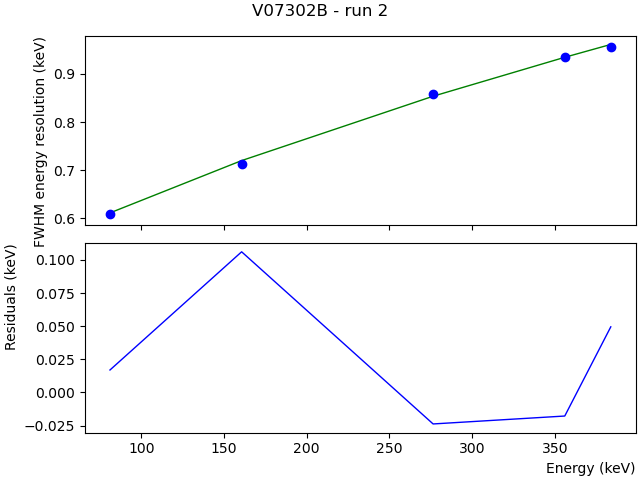 V07302B - run 2
FWHM energy resolution (keV)
0.9
0.8
0.7
0.6
Residuals (keV)
0.100
0.075
0.050
0.025
0.000
−0.025
100 150 200 250 300 350
Energy (keV)